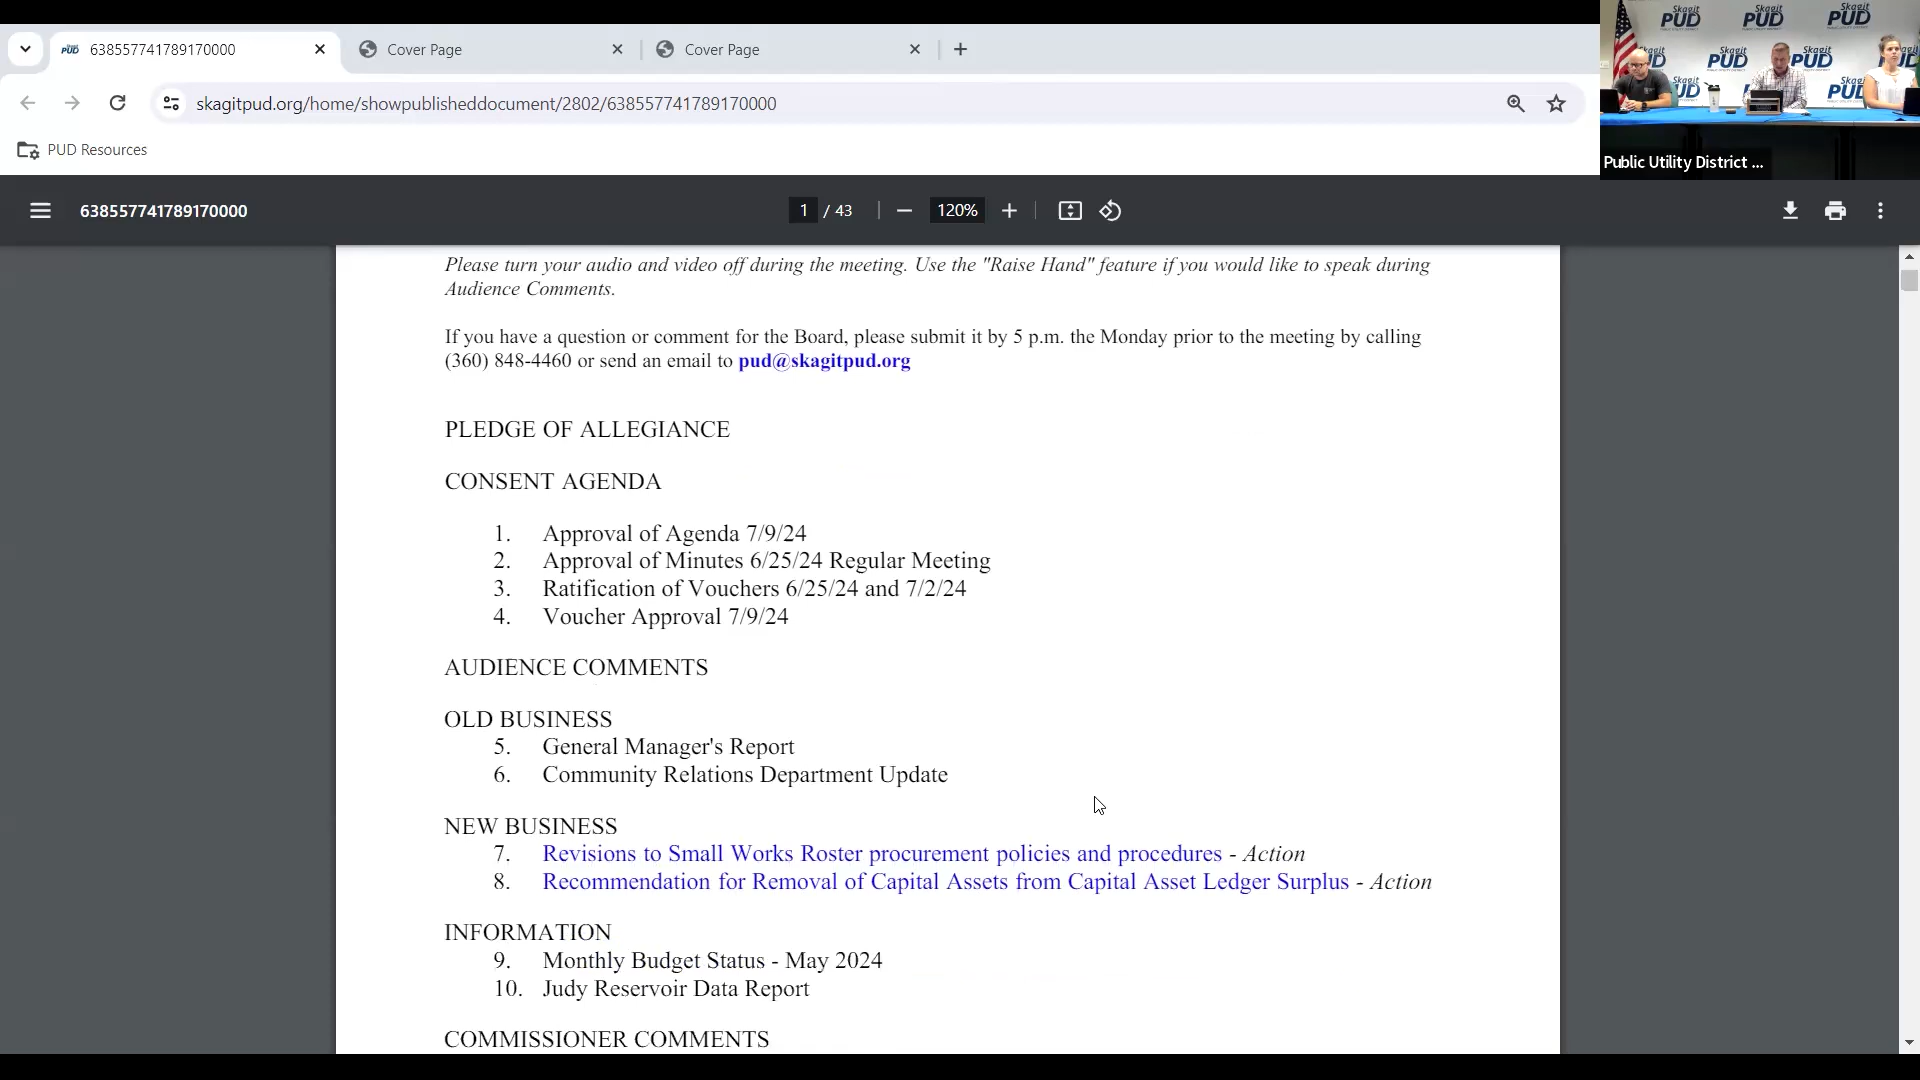 638557741789170000
Cover Page
Cover Page
skagitpud.org/home/showpublisheddocument/2802/638557741789170000
PUD Resources
Skagit PUD
Skagit PUD
Skagit PUD
Public Utility District ...
638557741789170000
1 / 43
120%
Please turn your audio and video off during the meeting. Use the "Raise Hand" feature if you would like to speak during
Audience Comments.
If you have a question or comment for the Board, please submit it by 5 p.m. the Monday prior to the meeting by calling
(360) 848-4460 or send an email to pud@skagitpud.org
PLEDGE OF ALLEGIANCE
CONSENT AGENDA
1. Approval of Agenda 7/9/24
2. Approval of Minutes 6/25/24 Regular Meeting
3. Ratification of Vouchers 6/25/24 and 7/2/24
4. Voucher Approval 7/9/24
AUDIENCE COMMENTS
OLD BUSINESS
5. General Manager's Report
6. Community Relations Department Update
NEW BUSINESS
7. Revisions to Small Works Roster procurement policies and procedures - Action
8. Recommendation for Removal of Capital Assets from Capital Asset Ledger Surplus - Action
INFORMATION
9. Monthly Budget Status - May 2024
10. Judy Reservoir Data Report
COMMISSIONER COMMENTS